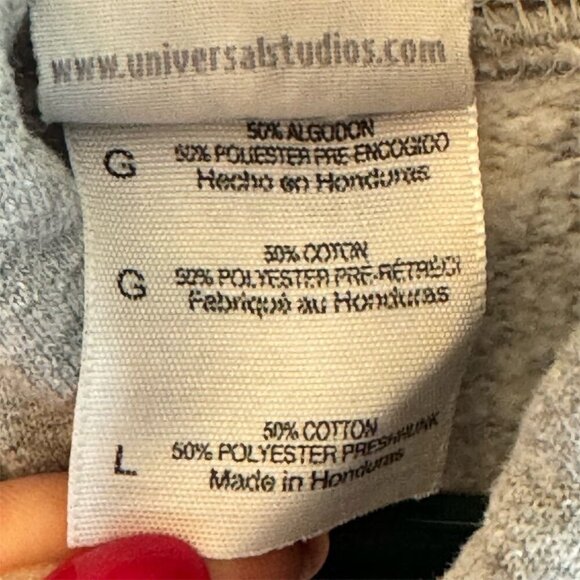 www.universalstudios.com
50% ALGODON
G 50% POLIESTER PRE-ENCOGIDO
Hecho en Honduras
50% COTON
G 50% POLYESTER PRÉ-RÉTRÉCI
Fabriqué au Honduras
50% COTTON
L 50% POLYESTER PRESHRUNK
Made in Honduras